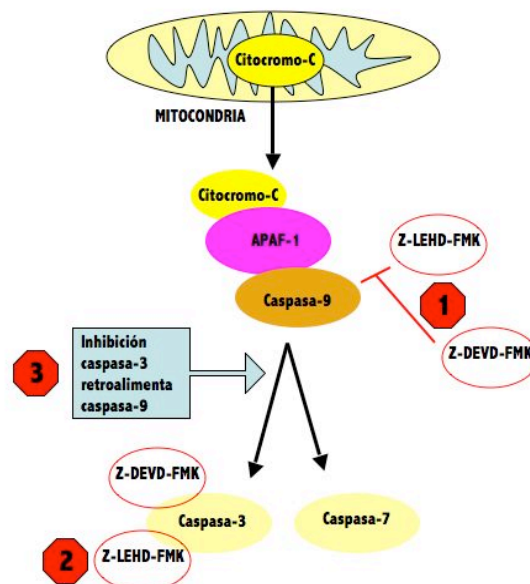 Citocromo-C
MITOCONDRIA
Citocromo-C
APAF-1
Z-LEHD-FMK
Caspasa-9
1
Z-DEVD-FMK
3
Inhibición
caspasa-3
retroalimenta
caspasa-9
Z-DEVD-FMK
Caspasa-3
Caspasa-7
2
Z-LEHD-FMK